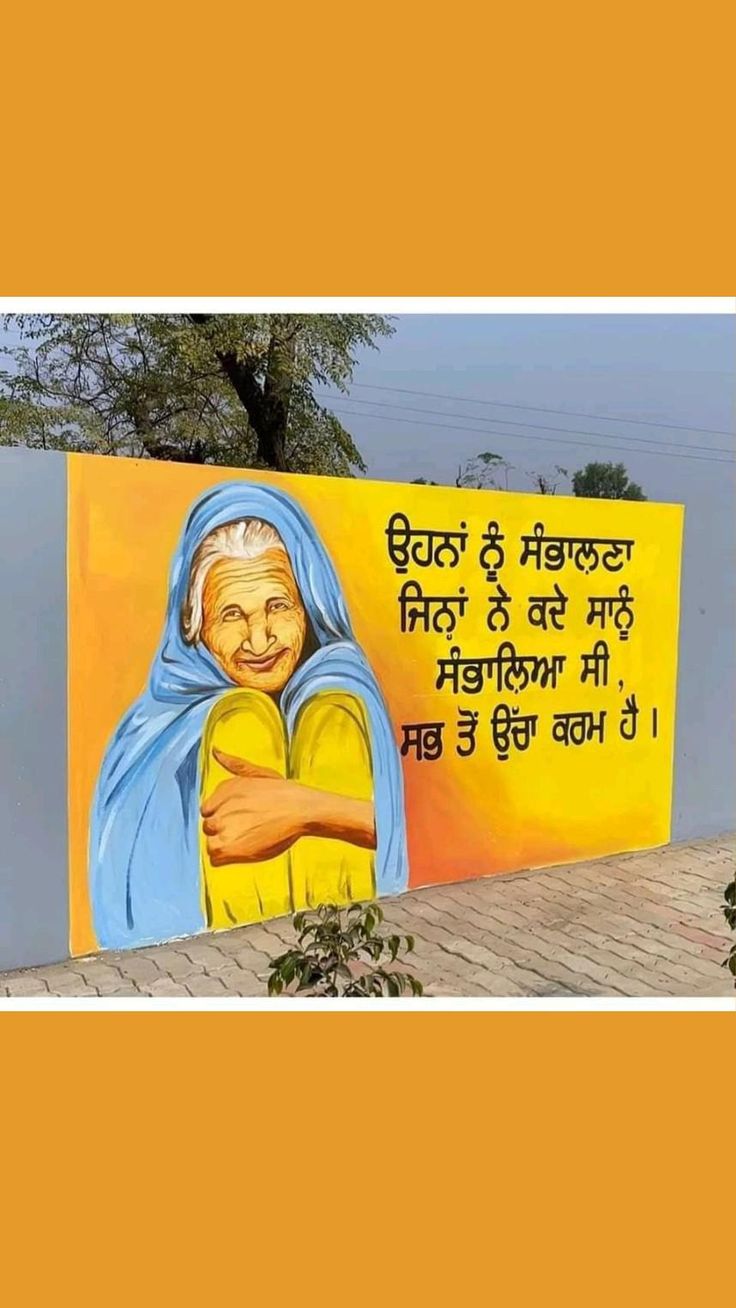 ਉਹਨਾਂ ਨੂੰ ਸੰਭਾਲਣਾ
ਜਿਨ੍ਹਾਂ ਨੇ ਕਦੇ ਸਾਨੂੰ
ਸੰਭਾਲਿਆ ਸੀ,
ਸਭ ਤੋਂ ਉੱਚਾ ਕਰਮ ਹੈ ।